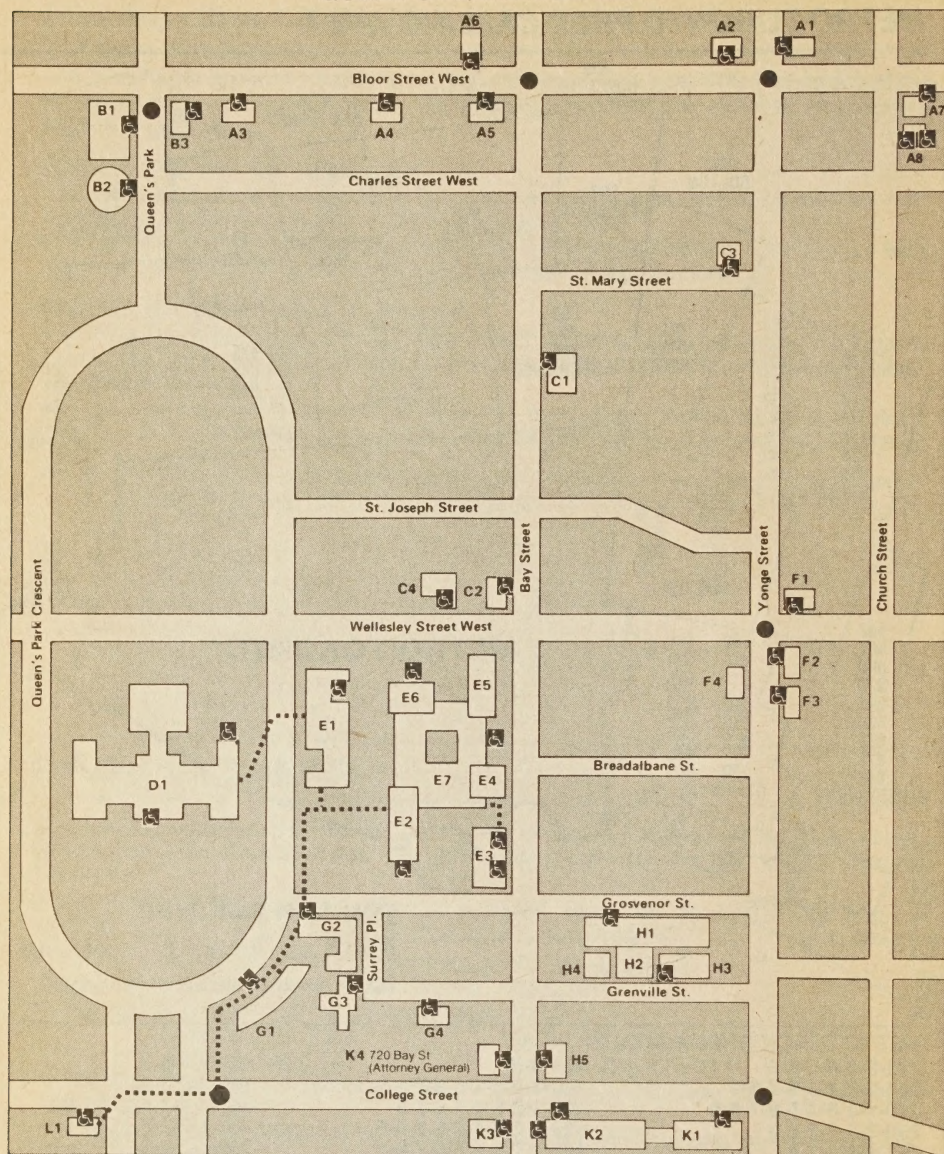 A6
A2
A1
Bloor Street West
B1
B3
A3
A4
A5
A7
A8
Charles Street West
B2
Queen's Park
C3
St. Mary Street
C1
St. Joseph Street
Bay Street
Yonge Street
Church Street
Queen's Park Crescent
C4
C2
F1
Wellesley Street West
F2
F4
F3
E5
E6
E1
E7
E4
Breadalbane St.
D1
E2
E3
Grosvenor St.
G2
H1
Surrey Pl.
H4
H2
H3
Grenville St.
G3
G1
G4
K4 720 Bay St
(Attorney General)
H5
College Street
L1
K3
K2
K1